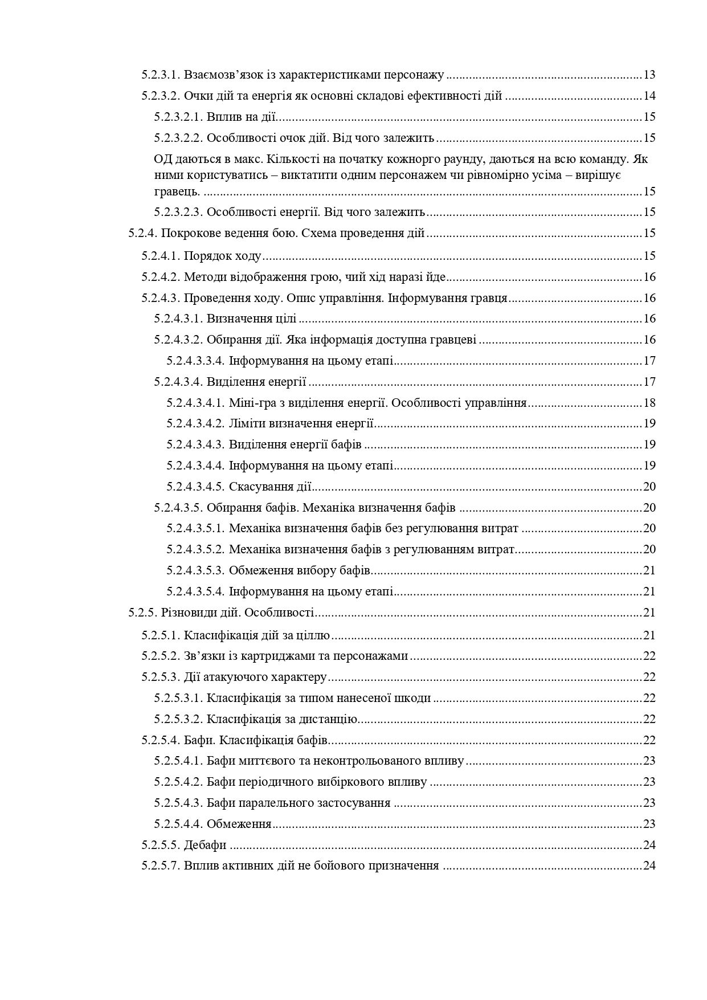 5.2.3.1. Взаємозв’язок із характеристиками персонажу ............................................................13
5.2.3.2. Очки дій та енергія як основні складові ефективності дій ..........................................14
5.2.3.2.1. Вплив на дії................................................................................................................15
5.2.3.2.2. Особливості очок дій. Від чого залежить...............................................................15
ОД даються в макс. Кількості на початку кожнорго раунду, даються на всю команду. Як
ними користуватись – виктатити одним персонажем чи рівномірно усіма – вирішує
гравець. ......................................................................................................................................15
5.2.3.2.3. Особливості енергії. Від чого залежить..................................................................15
5.2.4. Покрокове ведення бою. Схема проведення дій..................................................................15
5.2.4.1. Порядок ходу....................................................................................................................15
5.2.4.2. Методи відображення грою, чий хід наразі йде............................................................16
5.2.4.3. Проведення ходу. Опис управління. Інформування гравця.........................................16
5.2.4.3.1. Визначення цілі .........................................................................................................16
5.2.4.3.2. Обирання дії. Яка інформація доступна гравцеві ..................................................16
5.2.4.3.3.4. Інформування на цьому етапі............................................................................17
5.2.4.3.4. Виділення енергії ......................................................................................................17
5.2.4.3.4.1. Міні-гра з виділення енергії. Особливості управління...................................18
5.2.4.3.4.2. Ліміти визначення енергії..................................................................................19
5.2.4.3.4.3. Виділення енергії бафів .....................................................................................19
5.2.4.3.4.4. Інформування на цьому етапі............................................................................19
5.2.4.3.4.5. Скасування дії.....................................................................................................20
5.2.4.3.5. Обирання бафів. Механіка визначення бафів ........................................................20
5.2.4.3.5.1. Механіка визначення бафів без регулювання витрат .....................................20
5.2.4.3.5.2. Механіка визначення бафів з регулюванням витрат.......................................20
5.2.4.3.5.3. Обмеження вибору бафів...................................................................................21
5.2.4.3.5.4. Інформування на цьому етапі............................................................................21
5.2.5. Різновиди дій. Особливості....................................................................................................21
5.2.5.1. Класифікація дій за ціллю...............................................................................................21
5.2.5.2. Зв’язки із картриджами та персонажами.......................................................................22
5.2.5.3. Дії атакуючого характеру................................................................................................22
5.2.5.3.1. Класифікація за типом нанесеної шкоди ................................................................22
5.2.5.3.2. Класифікація за дистанцію.......................................................................................22
5.2.5.4. Бафи. Класифікація бафів................................................................................................22
5.2.5.4.1. Бафи миттєвого та неконтрольованого впливу......................................................23
5.2.5.4.2. Бафи періодичного вибіркового впливу .................................................................23
5.2.5.4.3. Бафи паралельного застосування ............................................................................23
5.2.5.4.4. Обмеження.................................................................................................................23
5.2.5.5. Дебафи ..............................................................................................................................24
5.2.5.7. Вплив активних дій не бойового призначення .............................................................24